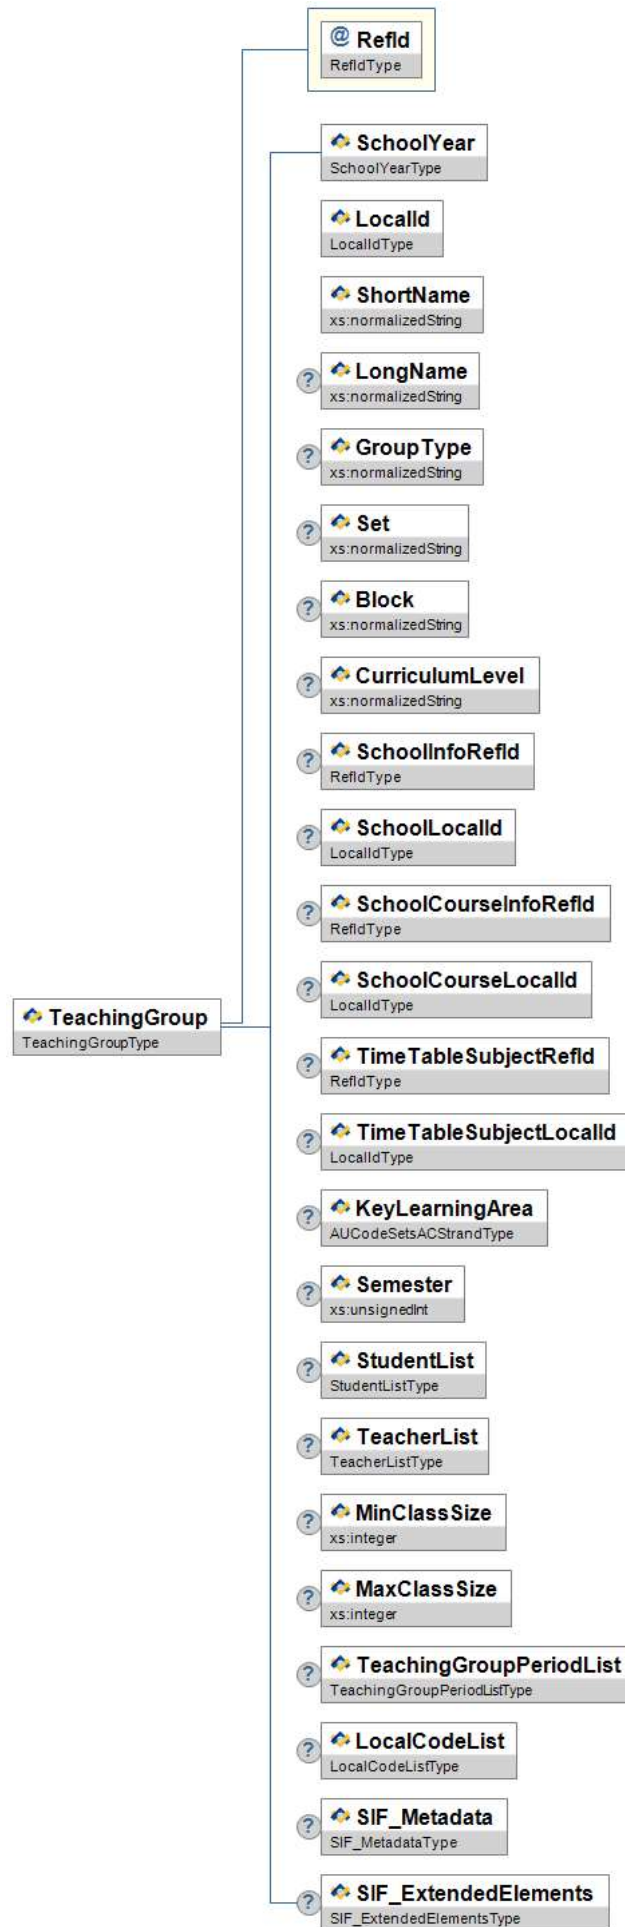 @ RefId
RefIdType
SchoolYear
SchoolYearType
LocalId
LocalIdType
ShortName
xs:normalizedString
? LongName
xs:normalizedString
? GroupType
xs:normalizedString
? Set
xs:normalizedString
? Block
xs:normalizedString
? CurriculumLevel
xs:normalizedString
? SchoolInfoRefId
RefIdType
? SchoolLocalId
LocalIdType
? SchoolCourseInfoRefId
RefIdType
? SchoolCourseLocalId
LocalIdType
TeachingGroup
TeachingGroupType
? TimeTableSubjectRefId
RefIdType
? TimeTableSubjectLocalId
LocalIdType
? KeyLearningArea
AUCodeSetsACStrandType
? Semester
xs:unsignedInt
? StudentList
StudentListType
? TeacherList
TeacherListType
? MinClassSize
xs:integer
? MaxClassSize
xs:integer
? TeachingGroupPeriodList
TeachingGroupPeriodListType
? LocalCodeList
LocalCodeListType
? SIF_Metadata
SIF_MetadataType
? SIF_ExtendedElements
SIF_ExtendedElementsType